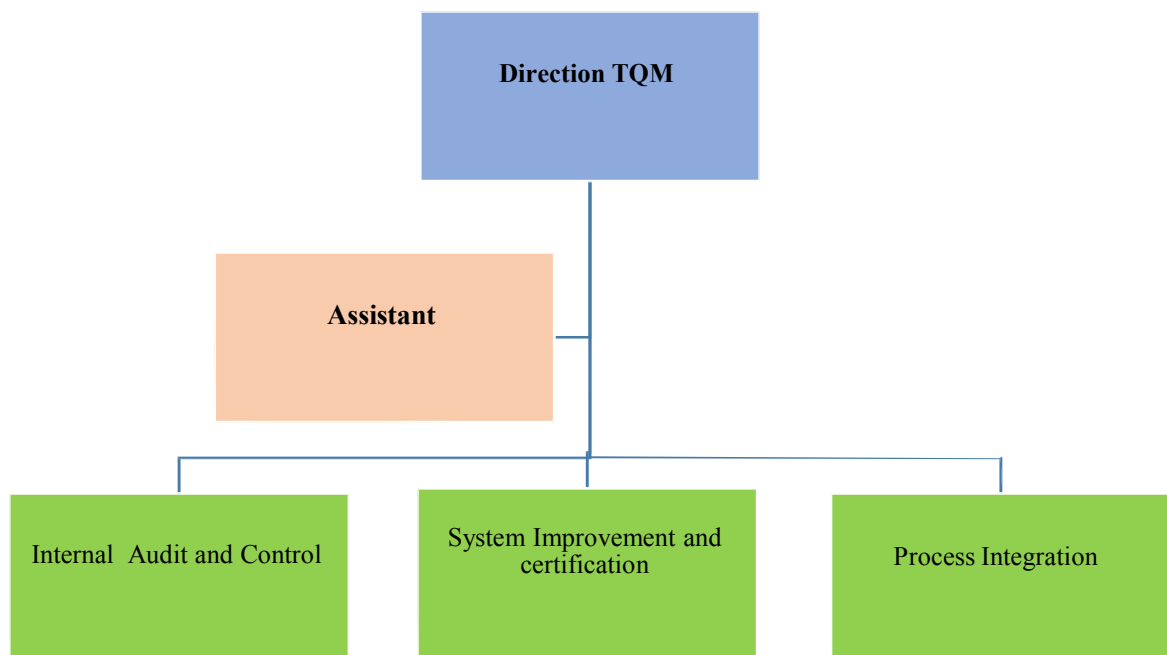 Direction TQM
Assistant
Internal  Audit and Control
System Improvement and
certification
Process Integration